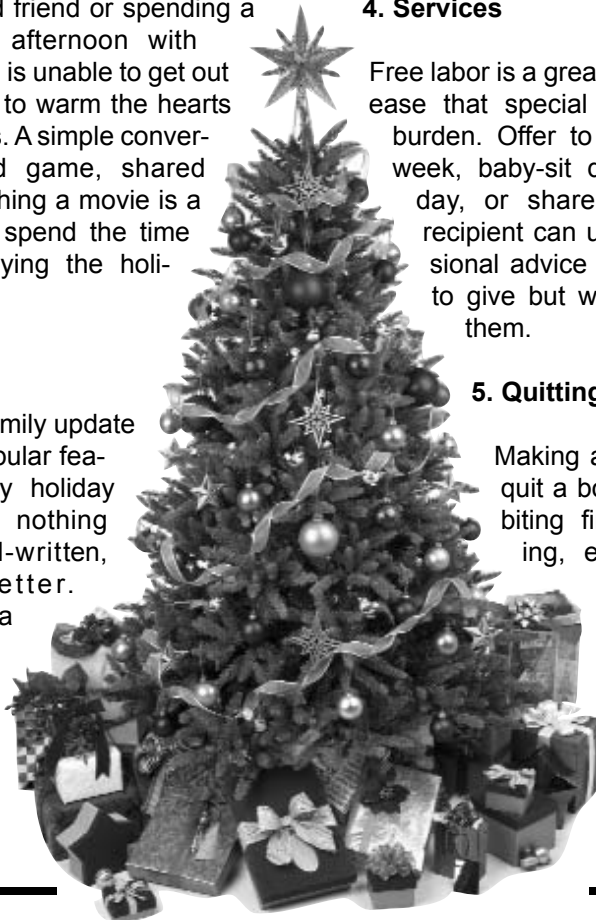 d friend or spending a
afternoon with
is unable to get out
to warm the hearts
s. A simple conver-
d game, shared
hing a movie is a
spend the time
ying the holi-
mily update
pular fea-
y holiday
nothing
l-written,
etter.
a
4. Services
Free labor is a grea
ease that special
burden. Offer to
week, baby-sit o
day, or share
recipient can u
sional advice
to give but w
them.
5. Quitting
Making a
quit a bo
biting fi
ing, e